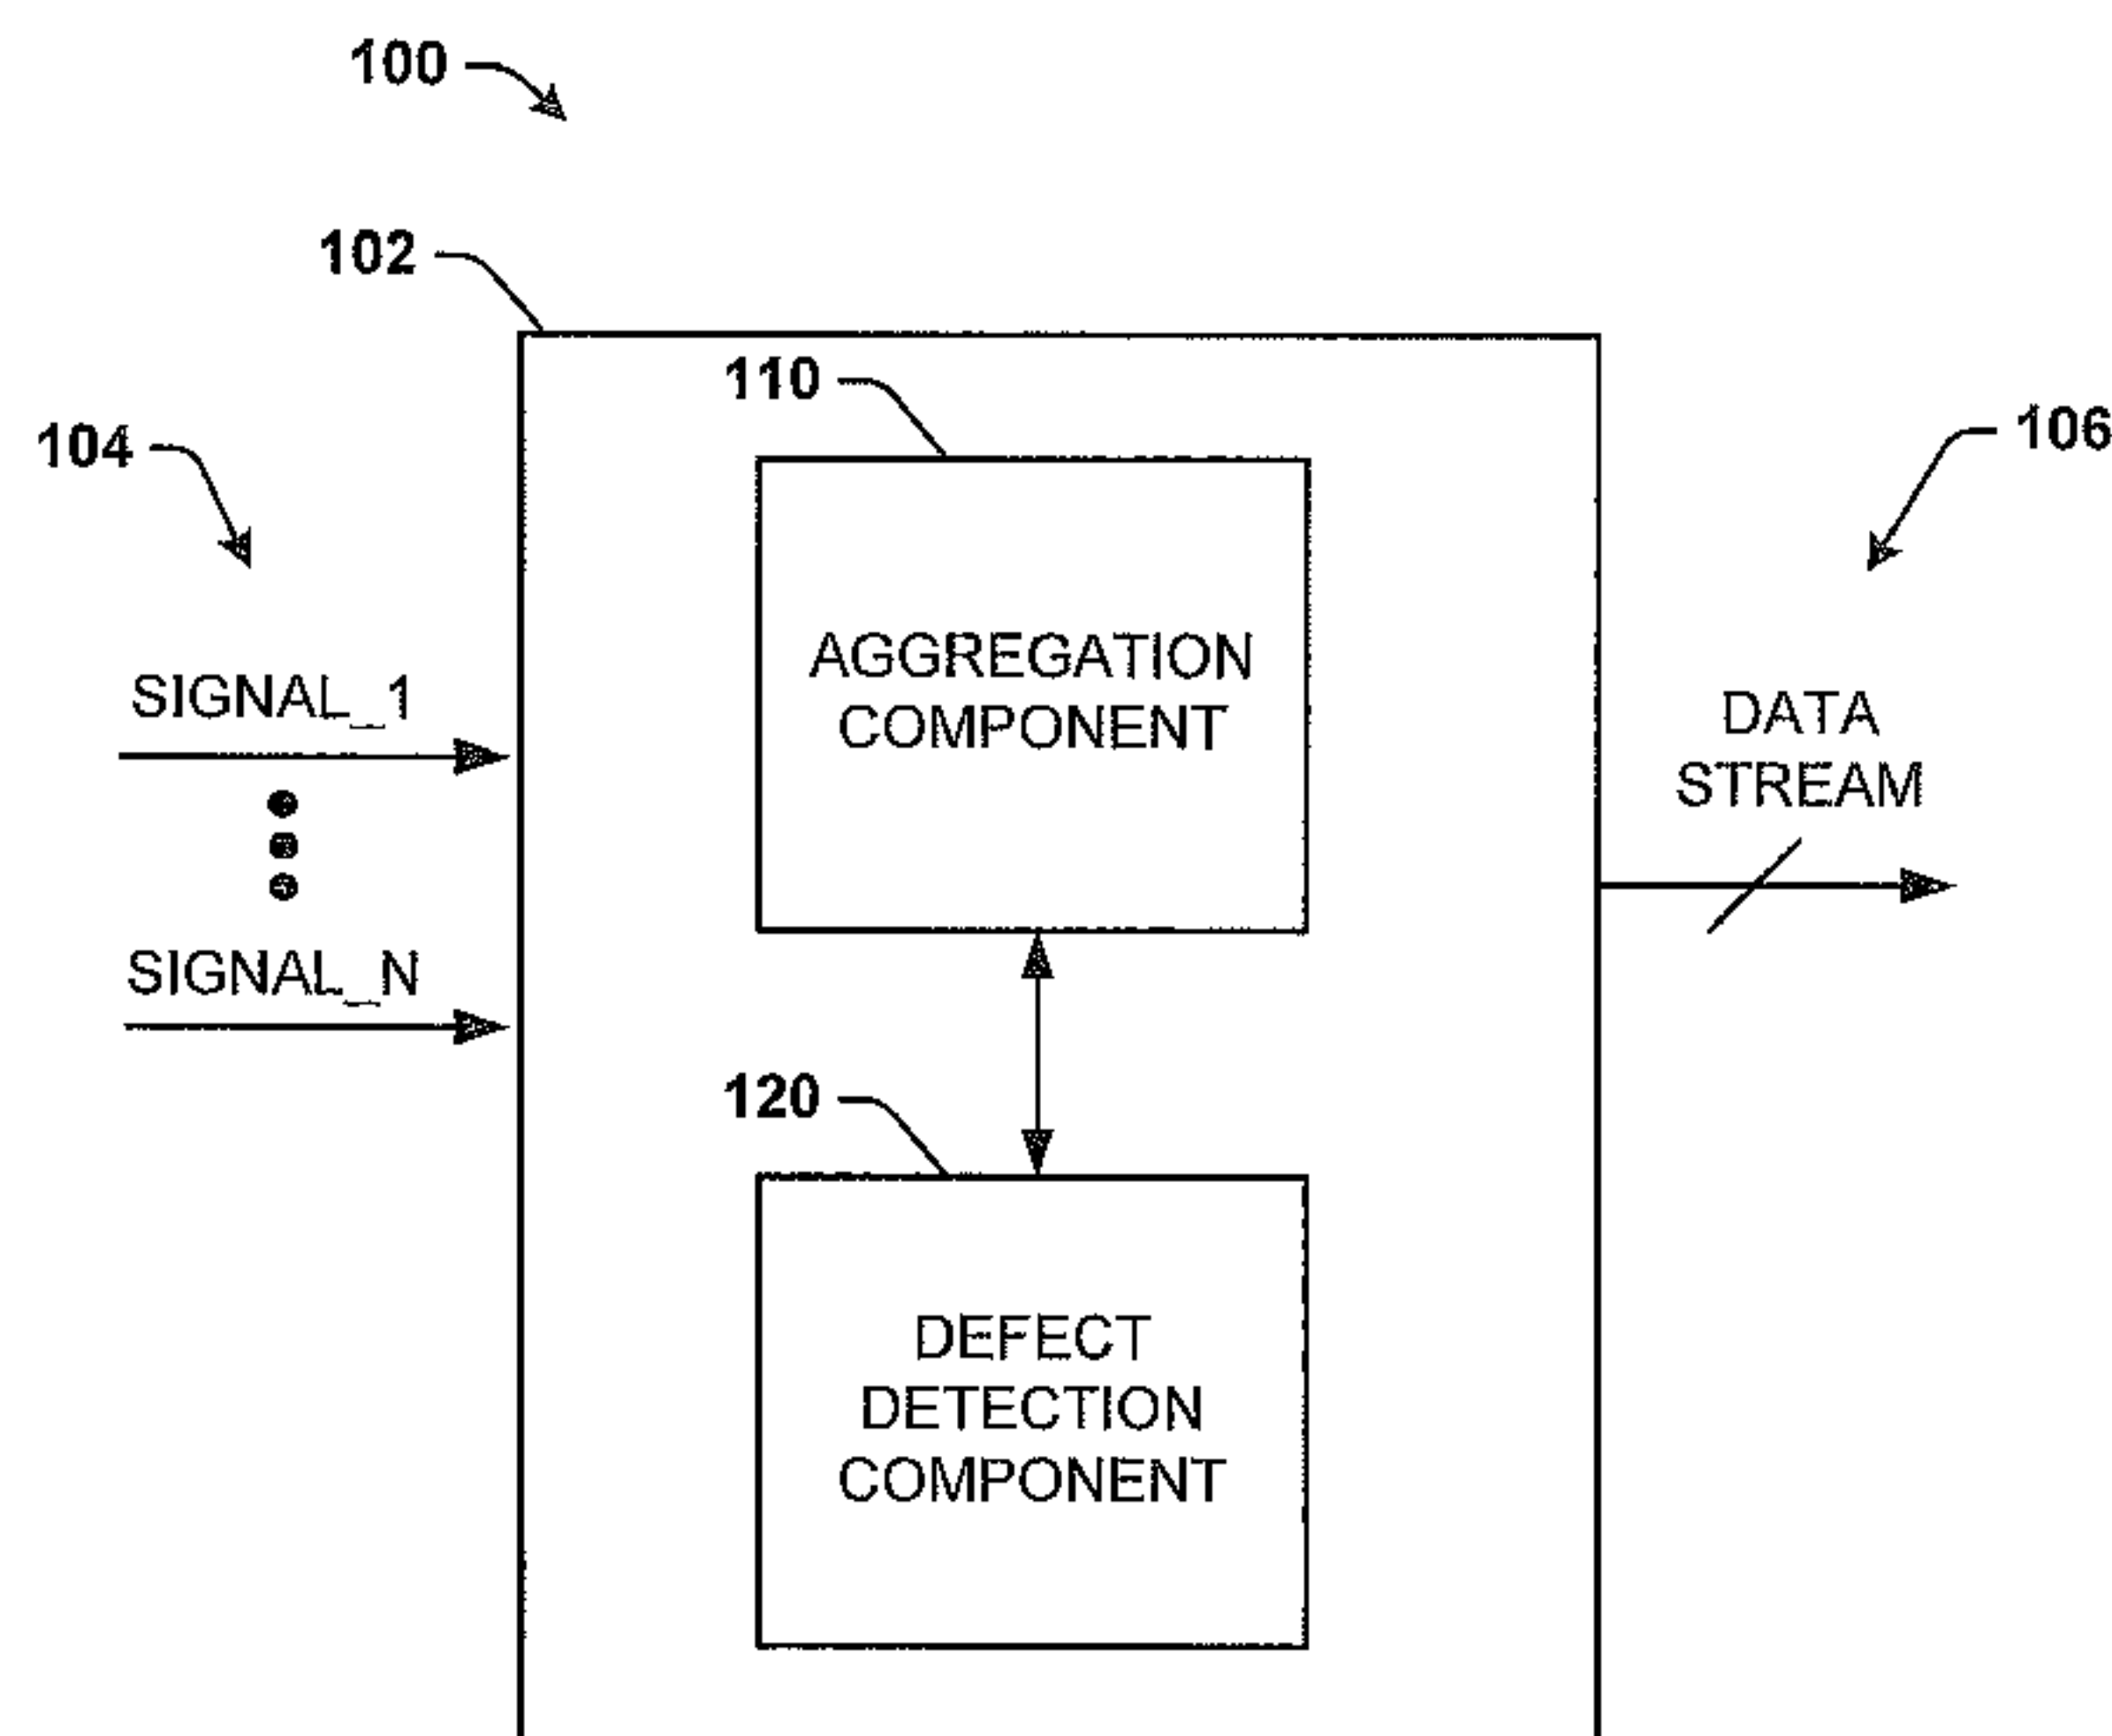 100
102
110
104
106
AGGREGATION
COMPONENT
SIGNAL_1
DATA
STREAM
SIGNAL_N
120
DEFECT
DETECTION
COMPONENT